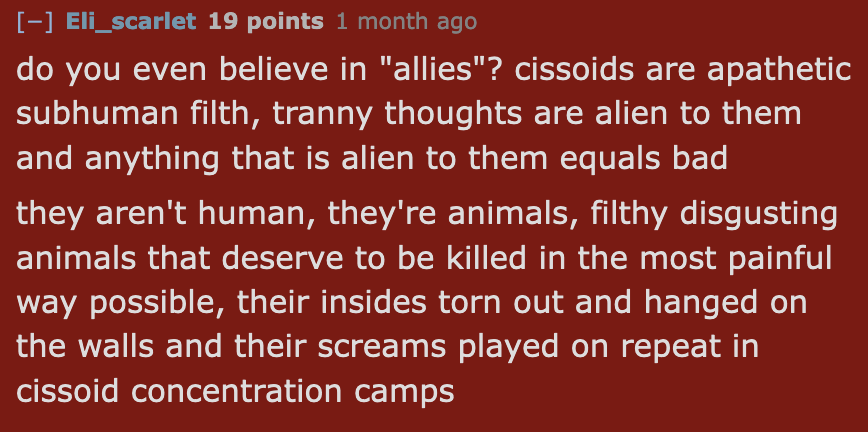 [−] Eli_scarlet 19 points 1 month ago
do you even believe in "allies"? cissoids are apathetic
subhuman filth, tranny thoughts are alien to them
and anything that is alien to them equals bad
they aren't human, they're animals, filthy disgusting
animals that deserve to be killed in the most painful
way possible, their insides torn out and hanged on
the walls and their screams played on repeat in
cissoid concentration camps